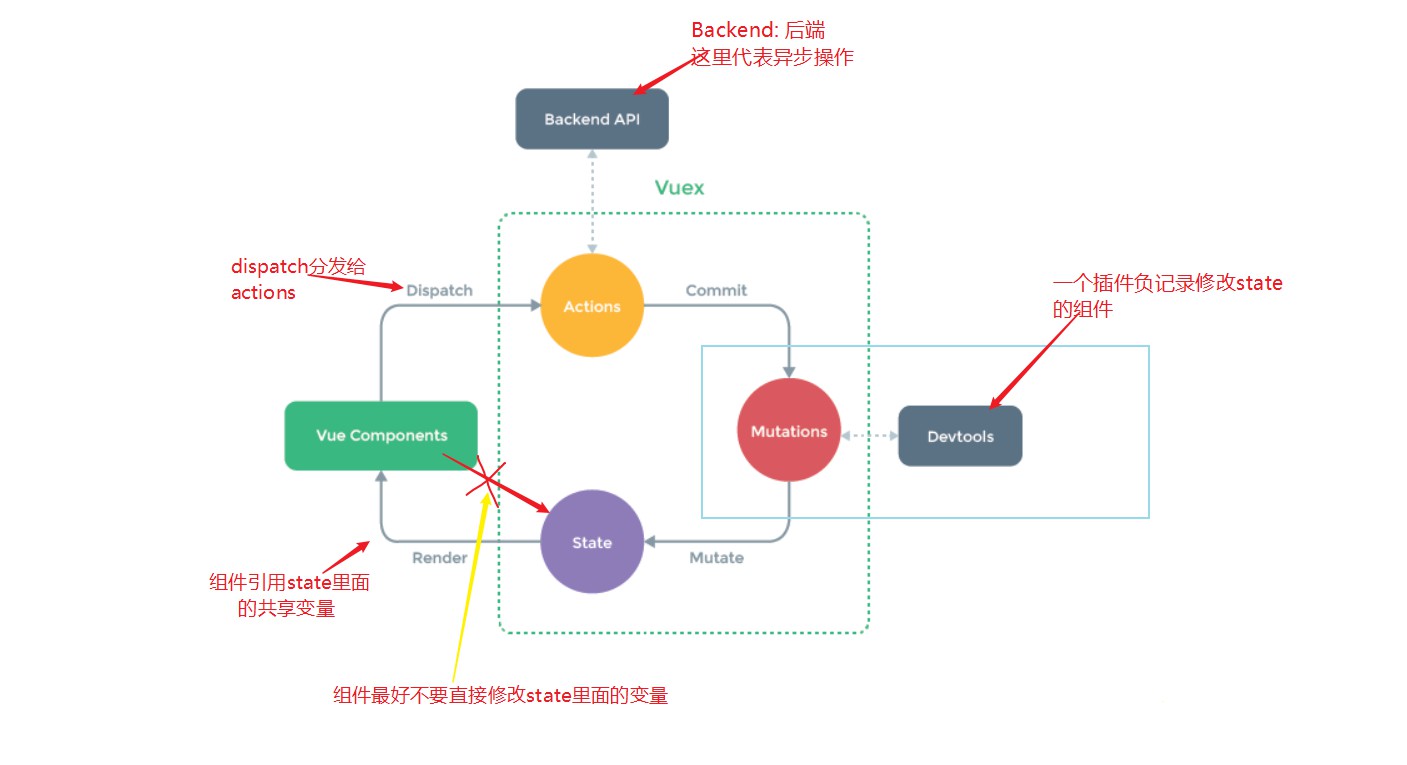 Backend: 后端
这里代表异步操作
Backend API
Vuex
dispatch分发给
actions
Dispatch
Actions
Commit
一个插件负记录修改state
的组件
Vue Components
Mutations
Devtools
State
Render
Mutate
组件引用state里面
的共享变量
组件最好不要直接修改state里面的变量